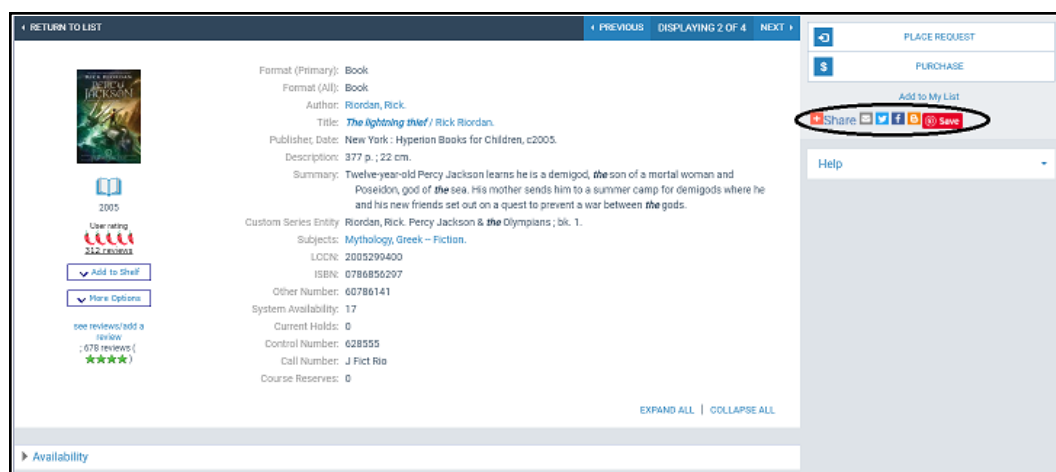 RETURN TO LIST
PREVIOUS DISPLAYING 2 OF 4 NEXT
RICK RIORDAN
PERCY
JACKSON
2005
User rating
312 reviews
Add to Shelf
More Options
see reviews/add a
review
; 678 reviews (
)
Format (Primary): Book
Format (All): Book
Author: Riordan, Rick.
Title: The lightning thief / Rick Riordan.
Publisher, Date: New York : Hyperion Books for Children, c2005.
Description: 377 p. ; 22 cm.
Summary: Twelve-year-old Percy Jackson learns he is a demigod, the son of a mortal woman and
Poseidon, god of the sea. His mother sends him to a summer camp for demigods where he
and his new friends set out on a quest to prevent a war between the gods.
Custom Series Entity Riordan, Rick. Percy Jackson & the Olympians ; bk. 1.
Subjects: Mythology, Greek -- Fiction.
LCCN: 2005299400
ISBN: 0786856297
Other Number: 60786141
System Availability: 17
Current Holds: 0
Control Number: 628555
Call Number: J Fict Rio
Course Reserves: 0
EXPAND ALL | COLLAPSE ALL
Availability
PLACE REQUEST
$ PURCHASE
Add to My List
Share Save
Help